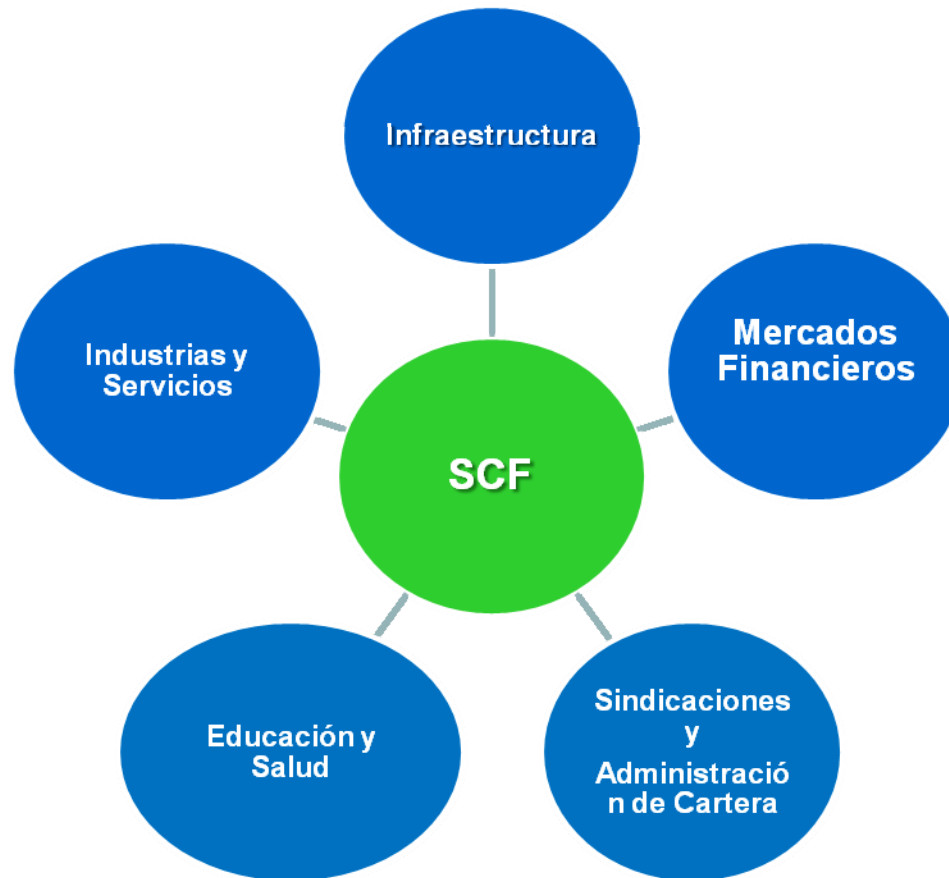 Infraestructura
Mercados
Financieros
Industrias y
Servicios
SCF
Educación y
Salud
Sindicaciones
y
Administració
n de Cartera